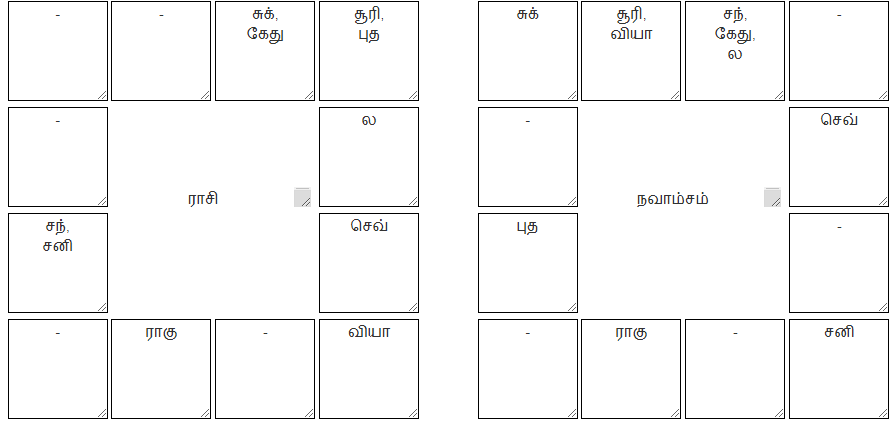 -
-
சுக்,
கேது
சூரி,
புத
-
ல
ராசி
சந்,
சனி
செவ்
-
ராகு
-
வியா
சுக்
சூரி,
வியா
சந்,
கேது,
ல
-
-
செவ்
நவாம்சம்
புத
-
-
ராகு
-
சனி